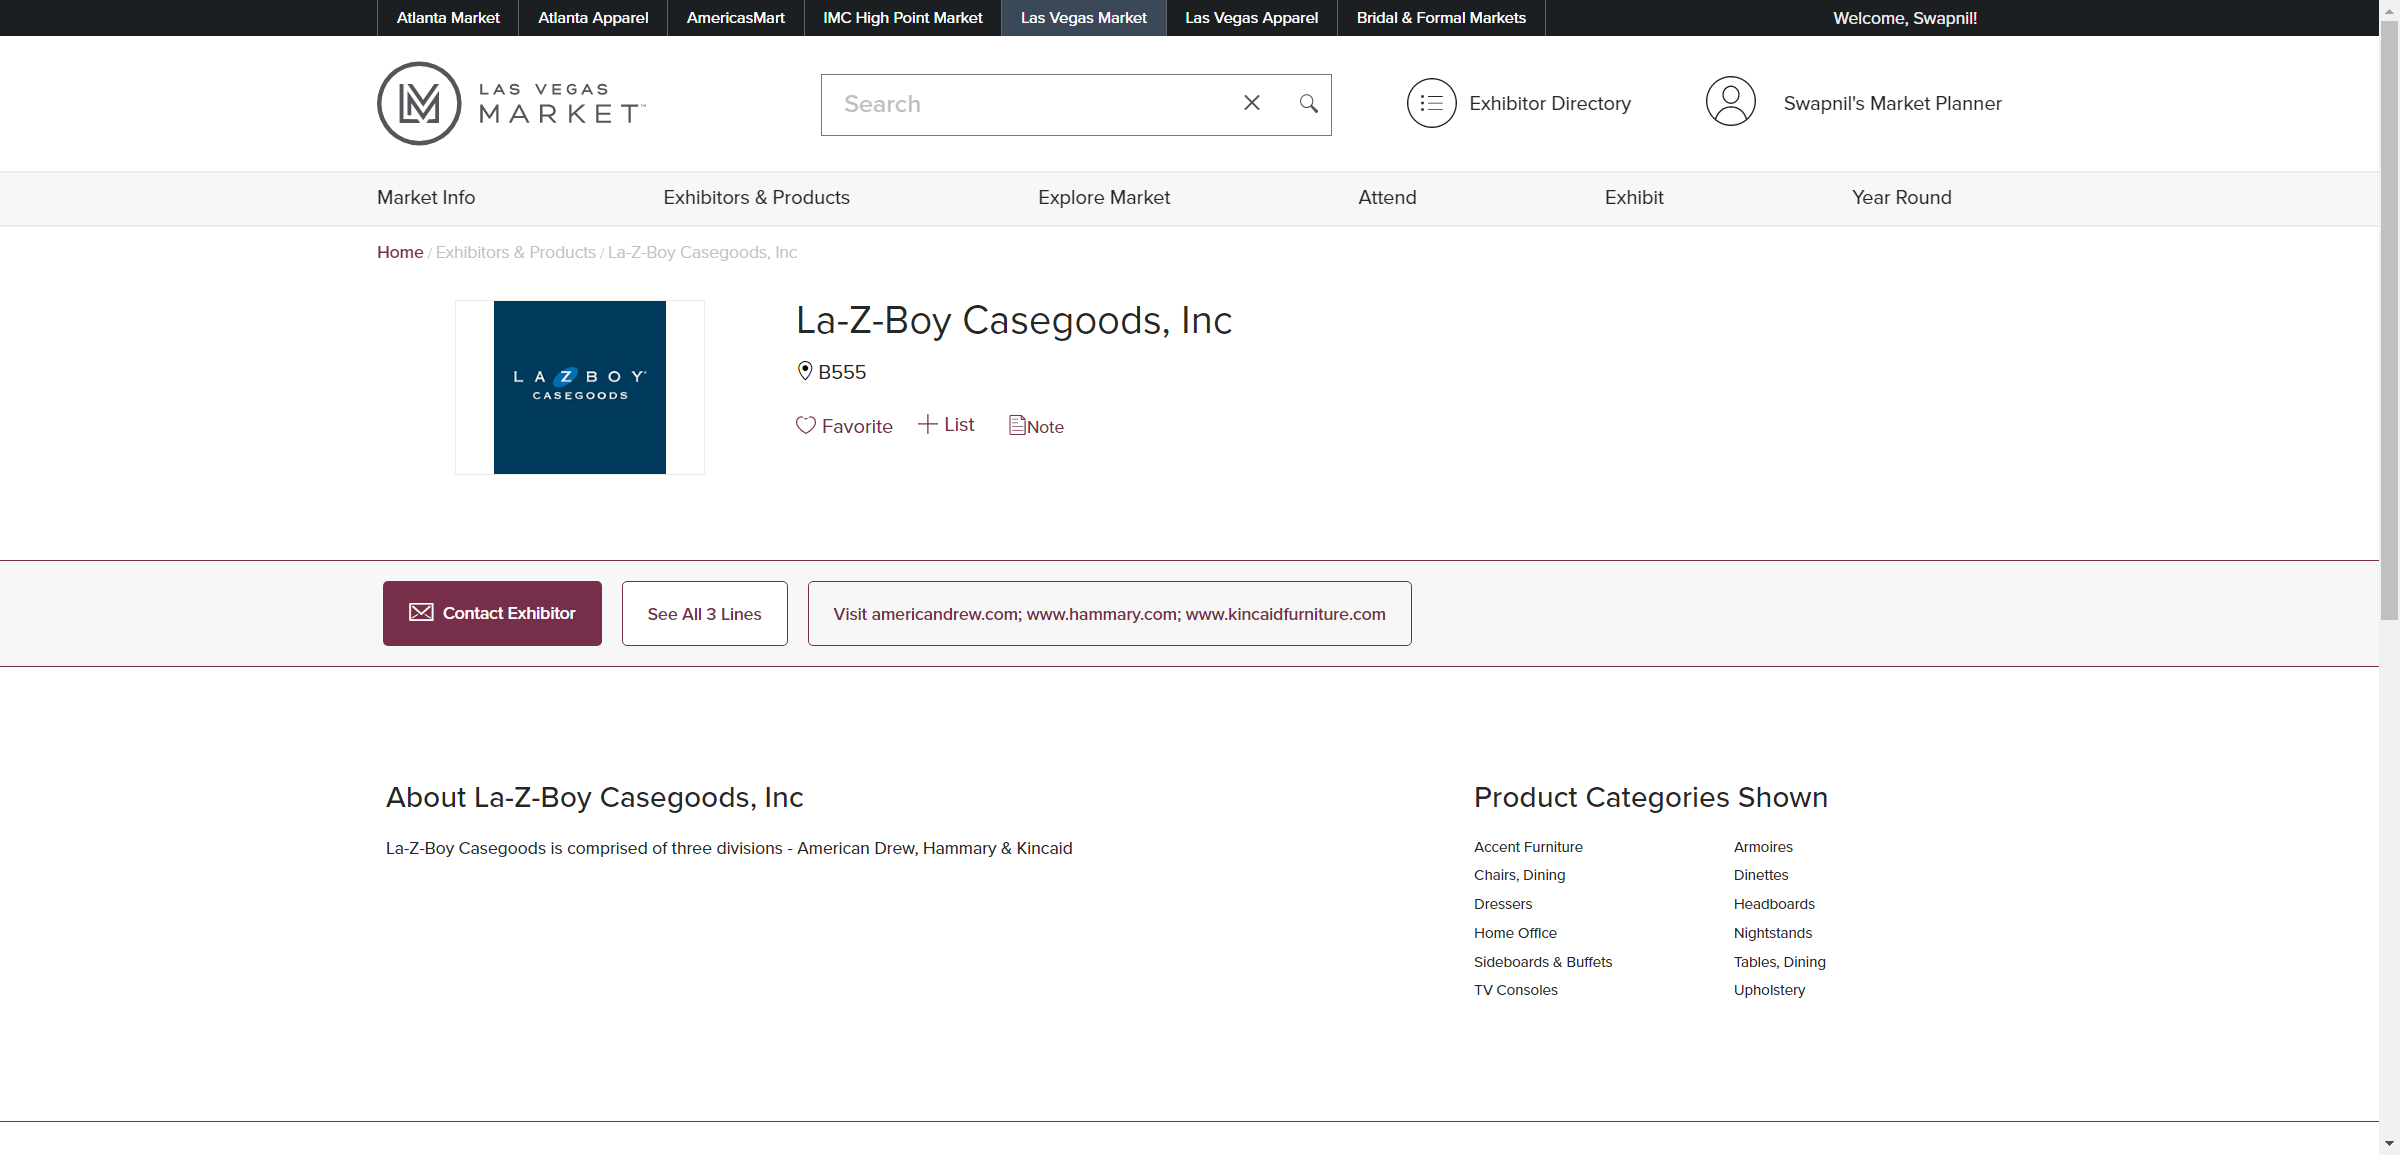 Atlanta Market
Atlanta Apparel
AmericasMart
IMC High Point Market
Las Vegas Market
Las Vegas Apparel
Bridal & Formal Markets
Welcome, Swapnil!
LM
LAS VEGAS
MARKET™
Search
Exhibitor Directory
Swapnil's Market Planner
Market Info
Exhibitors & Products
Explore Market
Attend
Exhibit
Year Round
Home / Exhibitors & Products / La-Z-Boy Casegoods, Inc
LA Z BOY®
CASEGOODS
La-Z-Boy Casegoods, Inc
B555
Favorite
List
Note
Contact Exhibitor
See All 3 Lines
Visit americandrew.com; www.hammary.com; www.kincaidfurniture.com
About La-Z-Boy Casegoods, Inc
La-Z-Boy Casegoods is comprised of three divisions - American Drew, Hammary & Kincaid
Product Categories Shown
Accent Furniture
Armoires
Chairs, Dining
Dinettes
Dressers
Headboards
Home Office
Nightstands
Sideboards & Buffets
Tables, Dining
TV Consoles
Upholstery